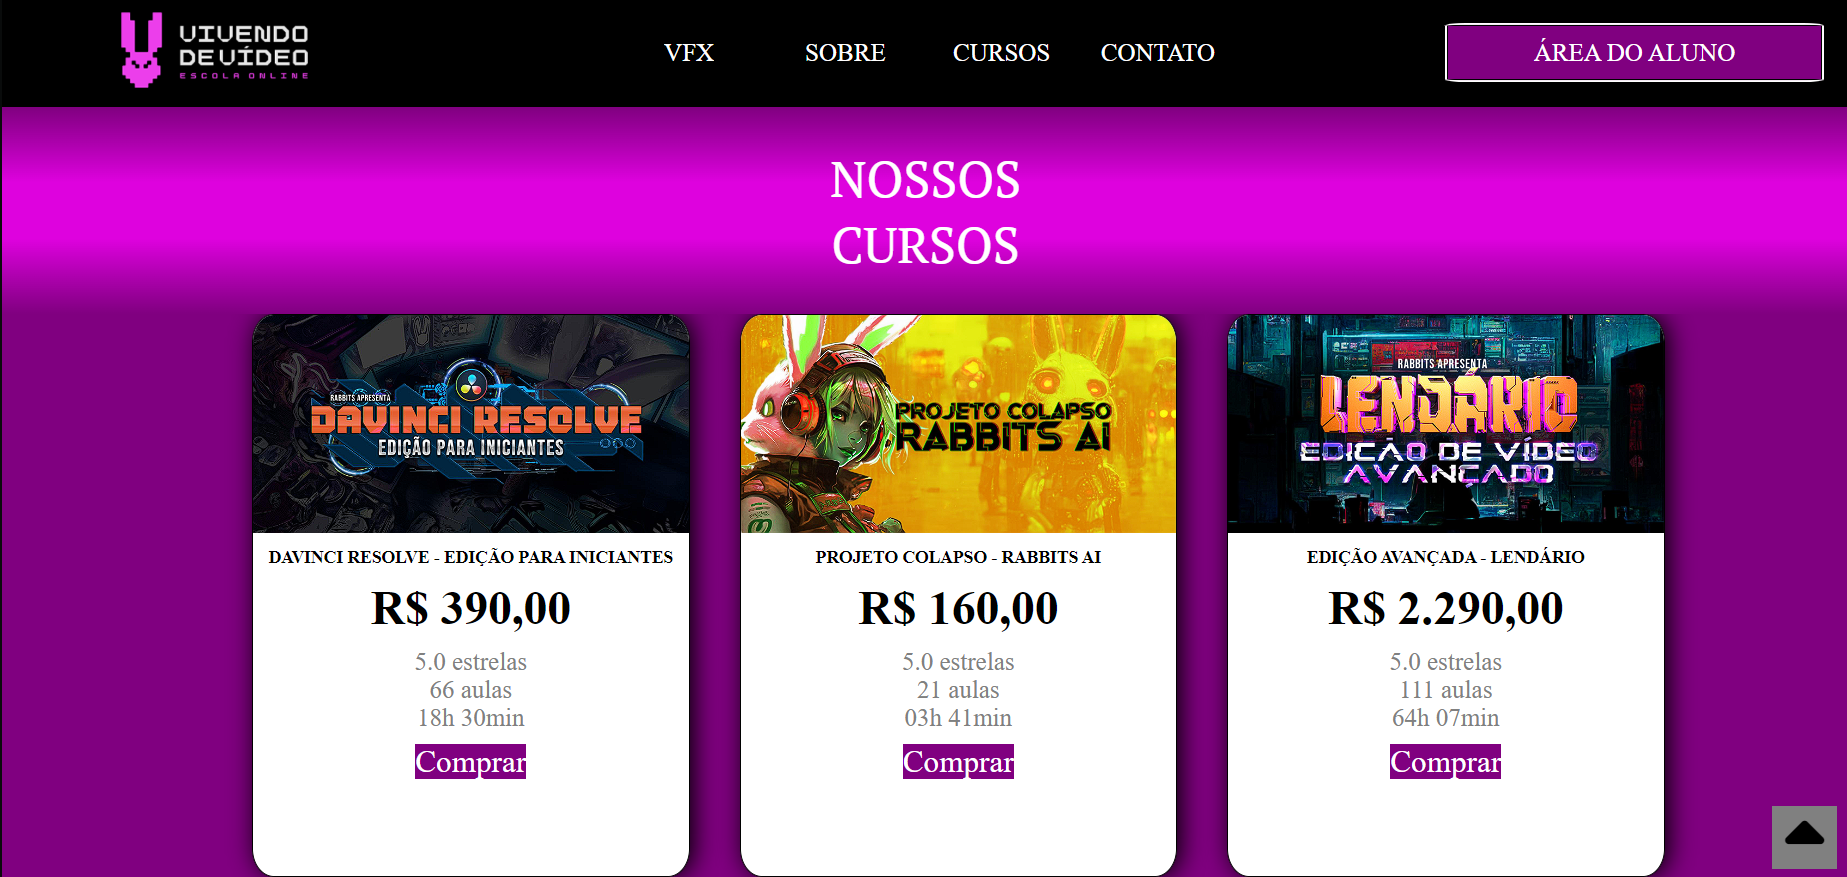 VIVENDO
DE VÍDEO
ESCOLA ONLINE
VFX
SOBRE
CURSOS
CONTATO
ÁREA DO ALUNO
NOSSOS
CURSOS
RABBITS APRESENTA
DAVINCI RESOLVE
EDIÇÃO PARA INICIANTES
DAVINCI RESOLVE - EDIÇÃO PARA INICIANTES
R$ 390,00
5.0 estrelas
66 aulas
18h 30min
Comprar
PROJETO COLAPSO
RABBITS AI
PROJETO COLAPSO - RABBITS AI
R$ 160,00
5.0 estrelas
21 aulas
03h 41min
Comprar
RABBITS APRESENTA
LENDÁRIO
EDIÇÃO DE VÍDEO
AVANÇADO
EDIÇÃO AVANÇADA - LENDÁRIO
R$ 2.290,00
5.0 estrelas
111 aulas
64h 07min
Comprar